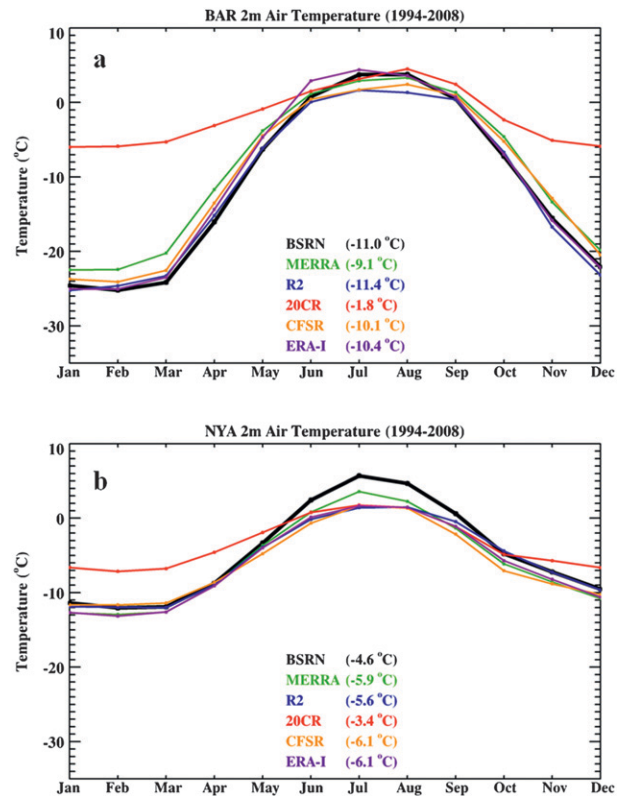 BAR 2m Air Temperature (1994-2008)
a
10
0
-10
-20
-30
Temperature (°C)
BSRN (-11.0 °C)
MERRA (-9.1 °C)
R2 (-11.4 °C)
20CR (-1.8 °C)
CFSR (-10.1 °C)
ERA-I (-10.4 °C)
Jan Feb Mar Apr May Jun Jul Aug Sep Oct Nov Dec
NYA 2m Air Temperature (1994-2008)
b
10
0
-10
-20
-30
Temperature (°C)
BSRN (-4.6 °C)
MERRA (-5.9 °C)
R2 (-5.6 °C)
20CR (-3.4 °C)
CFSR (-6.1 °C)
ERA-I (-6.1 °C)
Jan Feb Mar Apr May Jun Jul Aug Sep Oct Nov Dec